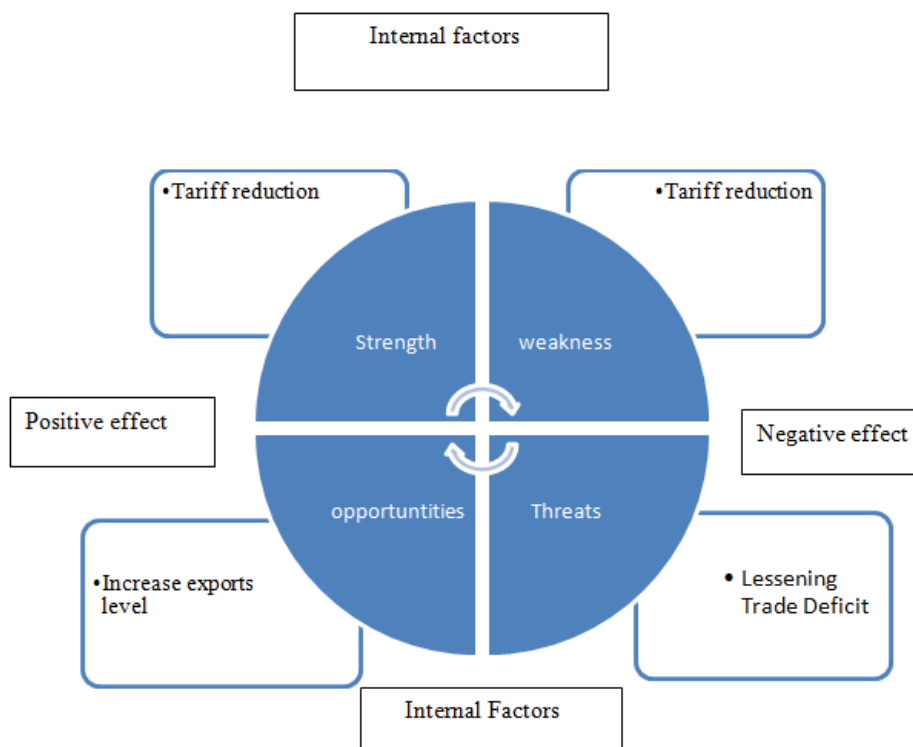 Internal factors
•Tariff reduction
•Tariff reduction
Strength
weakness
Positive effect
Negative effect
opportuntities
Threats
•Increase exports
level
• Lessening
Trade Deficit
Internal Factors